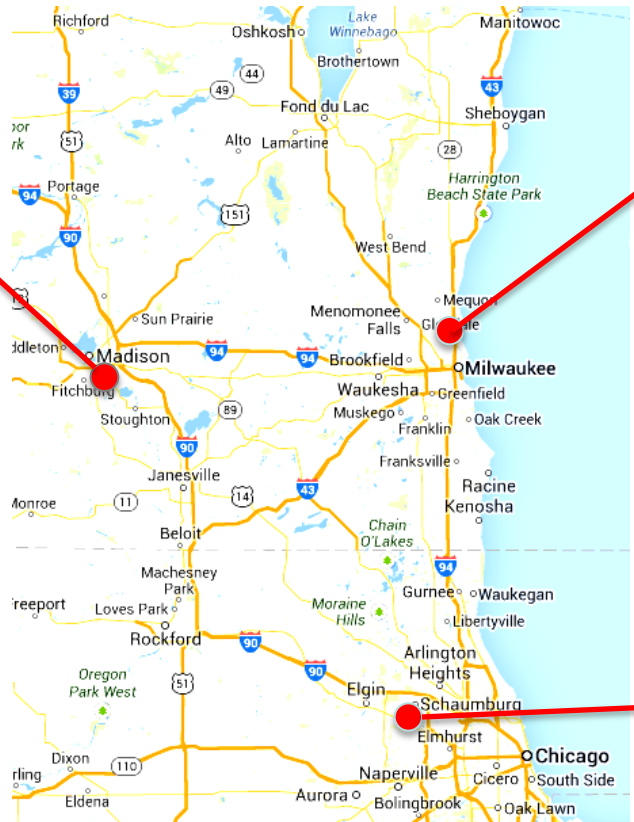 Richford
Oshkosh
Lake
Winnebago
Manitowoc
Brothertown
44
39
49
43
Fond du Lac
Sheboygan
51
Alto
Lamartine
28
Harrington
Beach State Park
Portage
94
151
90
West Bend
Mequon
Sun Prairie
Menomonee
Falls
Madison
94
94
Brookfield
Milwaukee
Fitchburg
Waukesha
Greenfield
Stoughton
89
Muskego
Oak Creek
Franklin
90
Franksville
Janesville
Racine
43
14
Kenosha
11
Beloit
Chain
O'Lakes
Machesney
Park
94
Gurnee
Waukegan
Loves Park
Moraine
Hills
Libertyville
Rockford
90
Arlington
Heights
90
Oregon
Park West
51
Elgin
Schaumburg
Elmhurst
Dixon
110
Chicago
Naperville
Cicero
South Side
Eldena
Aurora
Bolingbrook
Oak Lawn